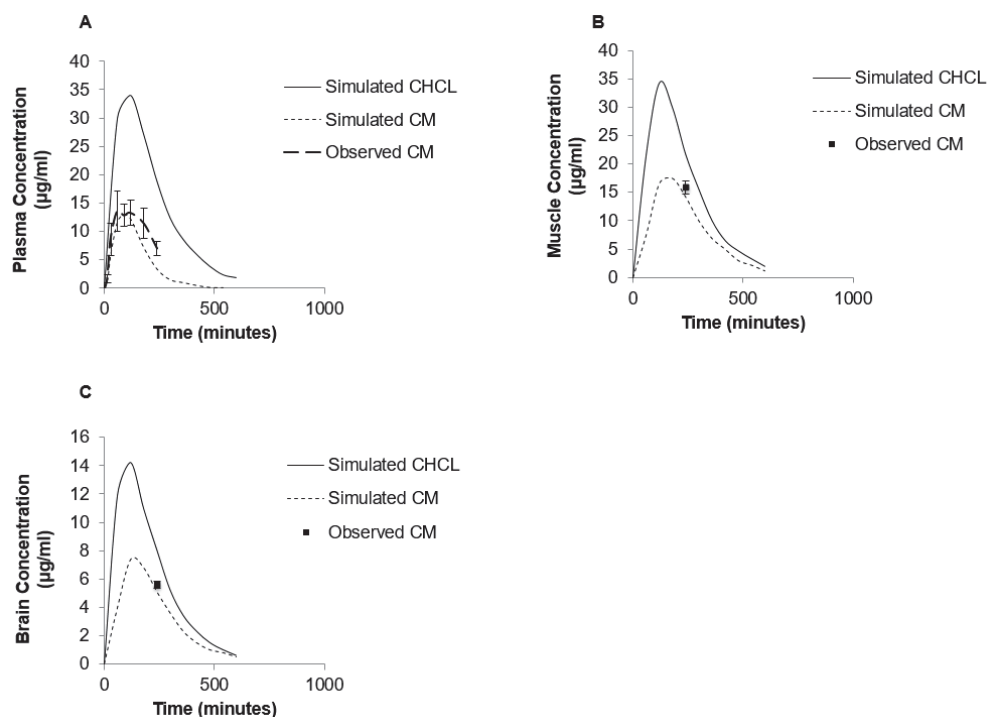 A
Plasma Concentration
(µg/ml)
40
35
30
25
20
15
10
5
0
0
500
1000
Time (minutes)
Simulated CHCL
Simulated CM
Observed CM
B
Muscle Concentration
(µg/ml)
40
35
30
25
20
15
10
5
0
0
500
1000
Time (minutes)
Simulated CHCL
Simulated CM
Observed CM
C
Brain Concentration
(µg/ml)
16
14
12
10
8
6
4
2
0
0
500
1000
Time (minutes)
Simulated CHCL
Simulated CM
Observed CM